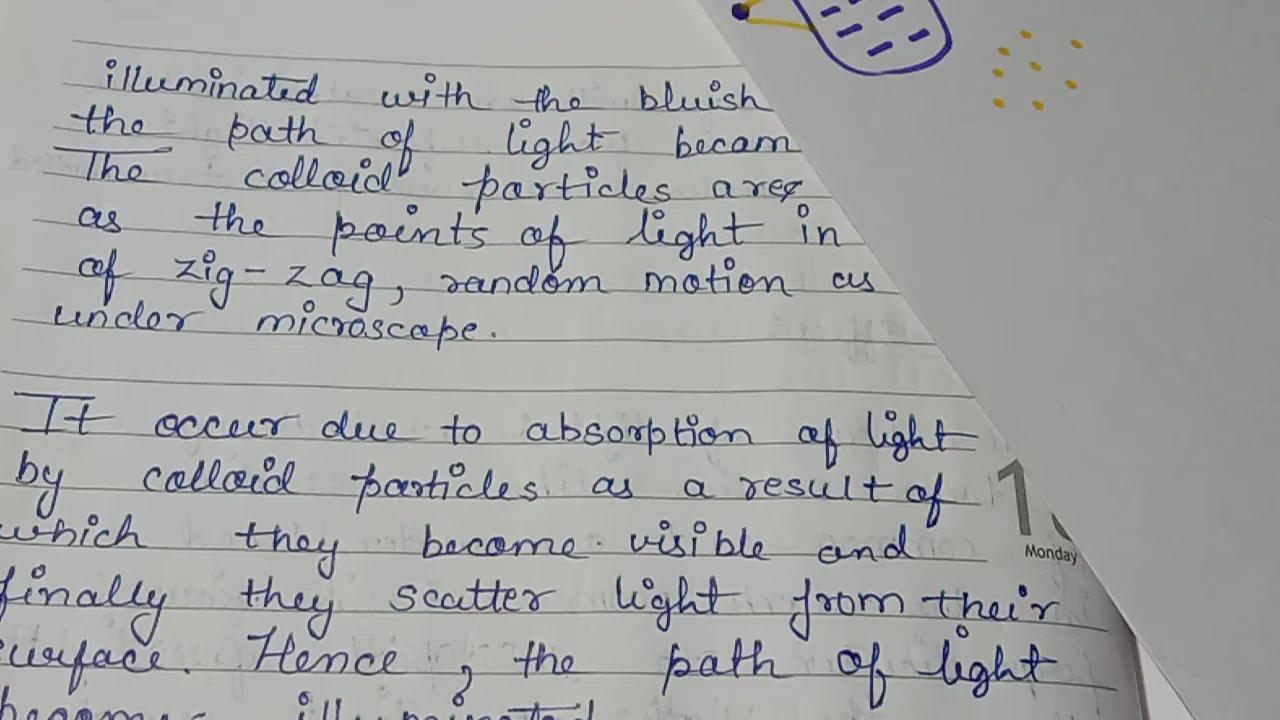 illuminated with the bluish
the path of light becam
The colloid particles are
as the points of light in
of zig-zag, random motion as
under microscope.
It occur due to absorption of light
by colloid particles as a result of
which they become visible and
finally they scatter light from their
surface. Hence, the path of light
illuminated
1
Monday